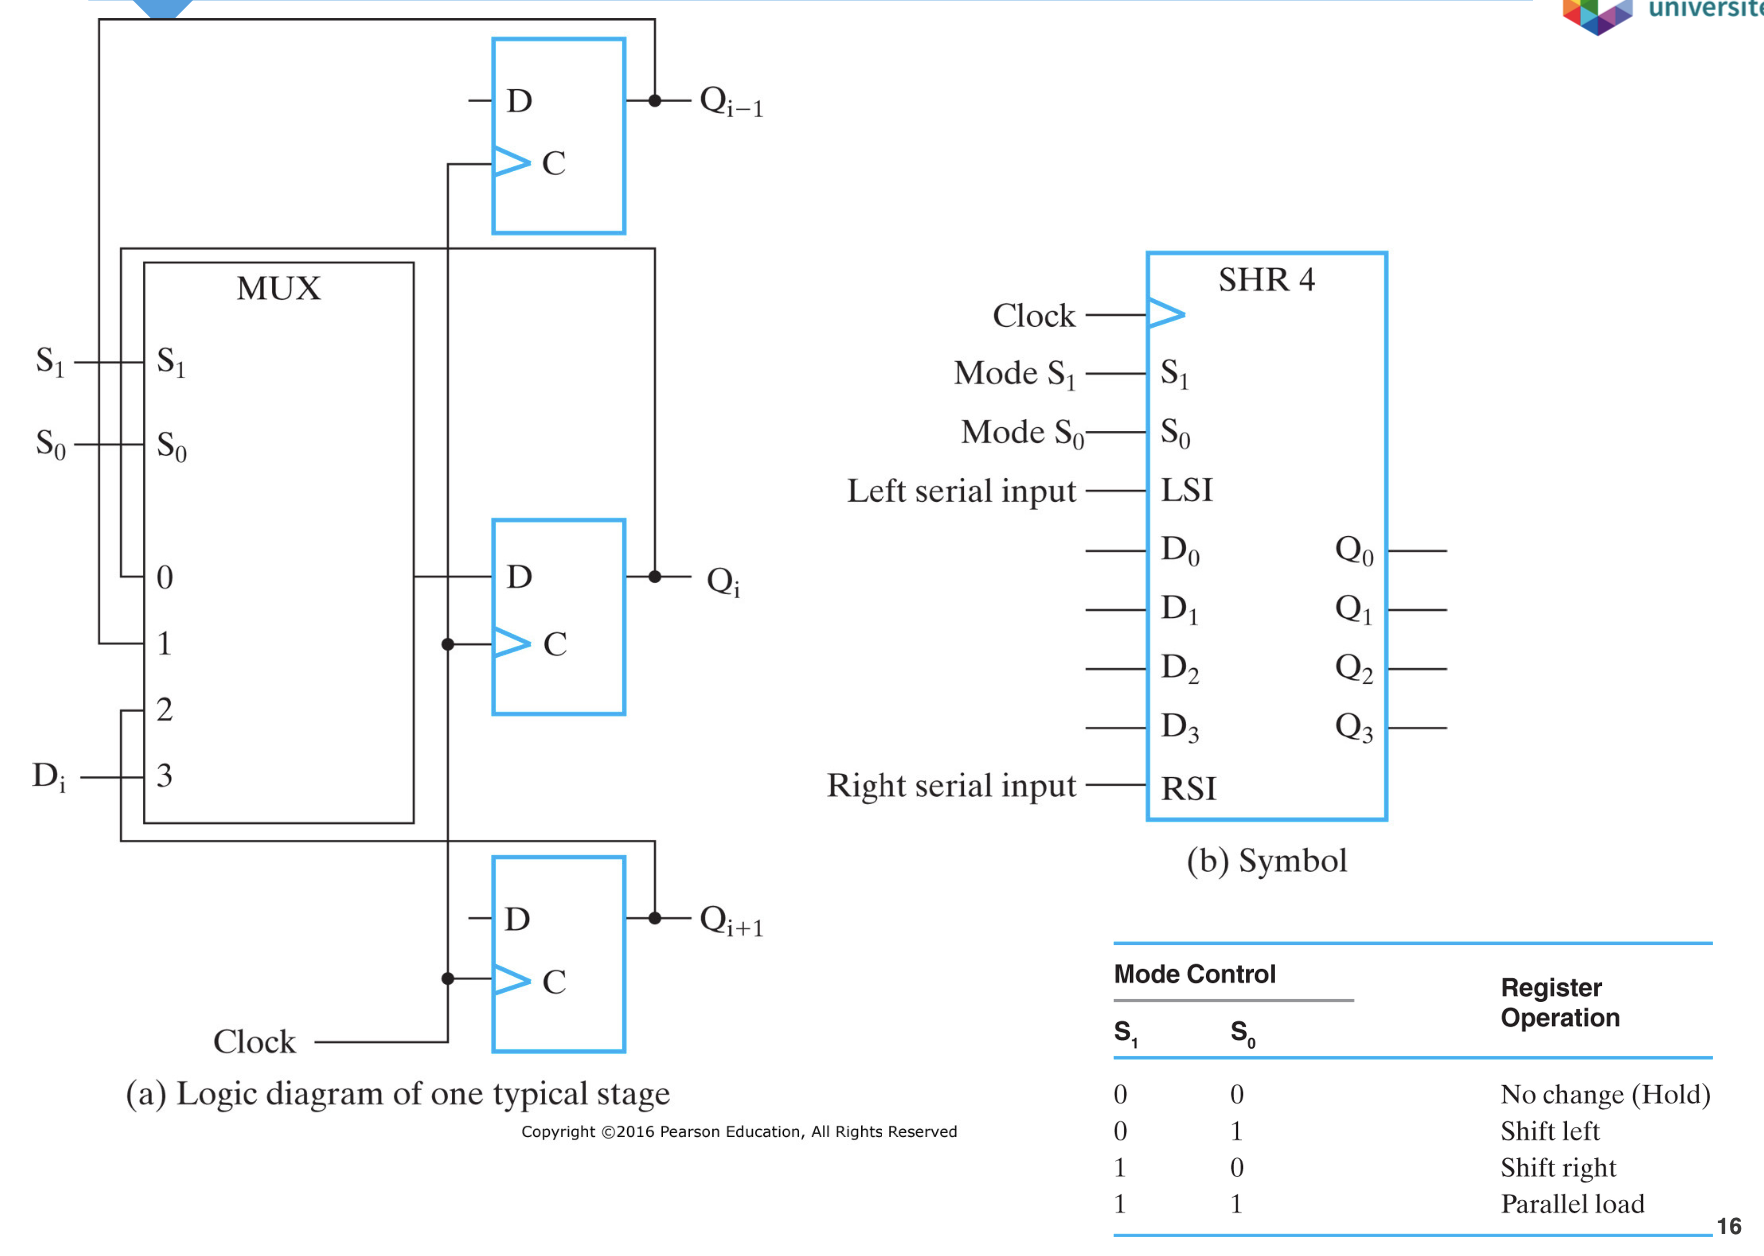 universite
D
Q_{i−1}
C
MUX
S_1
S_1
S_0
S_0
0
D
Q_i
1
C
2
D_i
3
D
Q_{i+1}
C
Clock
(a) Logic diagram of one typical stage
SHR 4
Clock
Mode S_1
S_1
Mode S_0
S_0
Left serial input
LSI
D_0
Q_0
D_1
Q_1
D_2
Q_2
D_3
Q_3
Right serial input
RSI
(b) Symbol
Copyright ©2016 Pearson Education, All Rights Reserved
Mode Control
Register
Operation
S_1 S_0
0 0 No change (Hold)
0 1 Shift left
1 0 Shift right
1 1 Parallel load
16